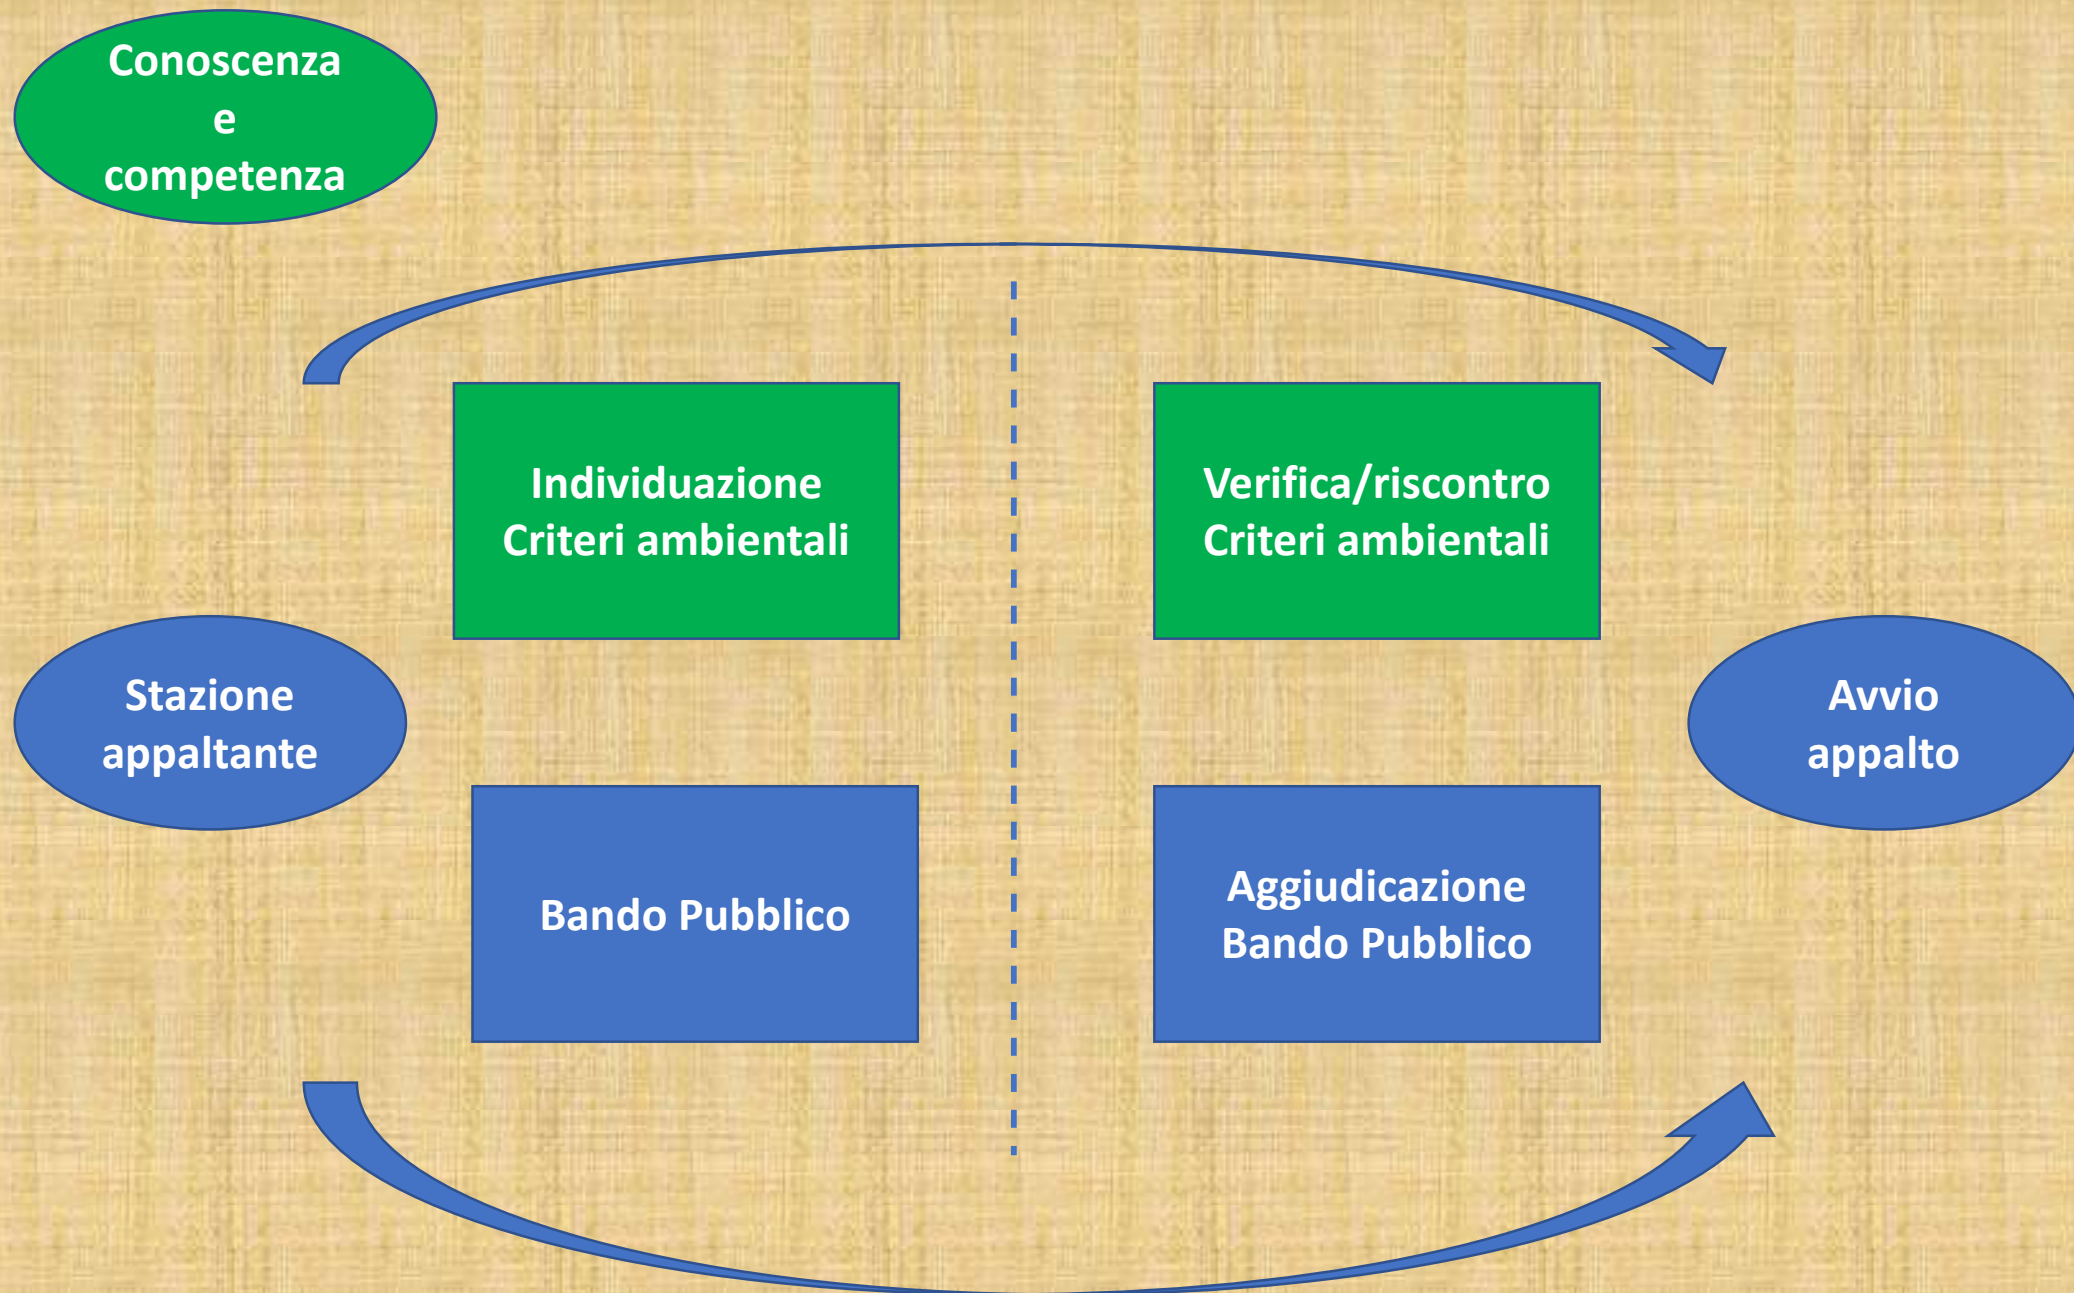 Conoscenza
e
competenza
Individuazione
Criteri ambientali
Verifica/riscontro
Criteri ambientali
Stazione
appaltante
Avvio
appalto
Bando Pubblico
Aggiudicazione
Bando Pubblico